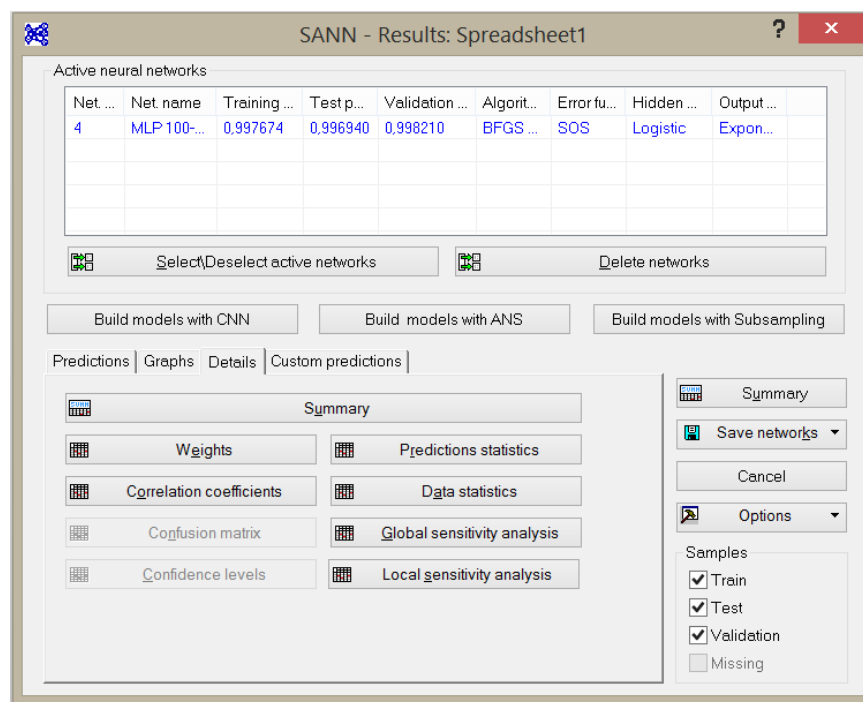 SANN - Results: Spreadsheet1
?
Active neural networks
Net. ... Net. name Training ... Test p... Validation ... Algorit... Error fu... Hidden ... Output ...
4 MLP 100-... 0,997674 0,996940 0,998210 BFGS ... SOS Logistic Expon...
Select\Deselect active networks Delete networks
Build models with CNN Build models with ANS Build models with Subsampling
Predictions Graphs Details Custom predictions
Summary
Weights Predictions statistics
Correlation coefficients Data statistics
Confusion matrix Global sensitivity analysis
Confidence levels Local sensitivity analysis
Summary
Save networks
Cancel
Options
Samples
Train
Test
Validation
Missing